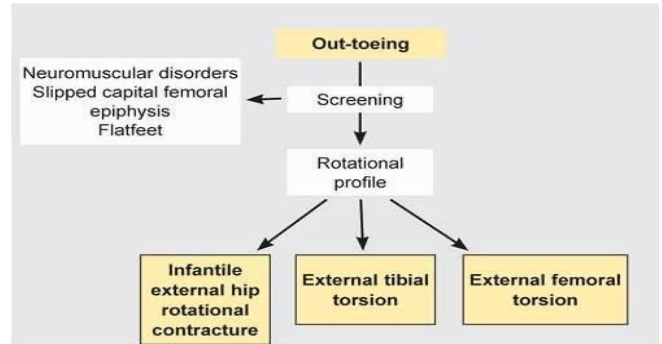 Out-toeing
Neuromuscular disorders
Slipped capital femoral
epiphysis
Flatfeet
Screening
Rotational
profile
Infantile
external hip
rotational
contracture
External tibial
torsion
External femoral
torsion